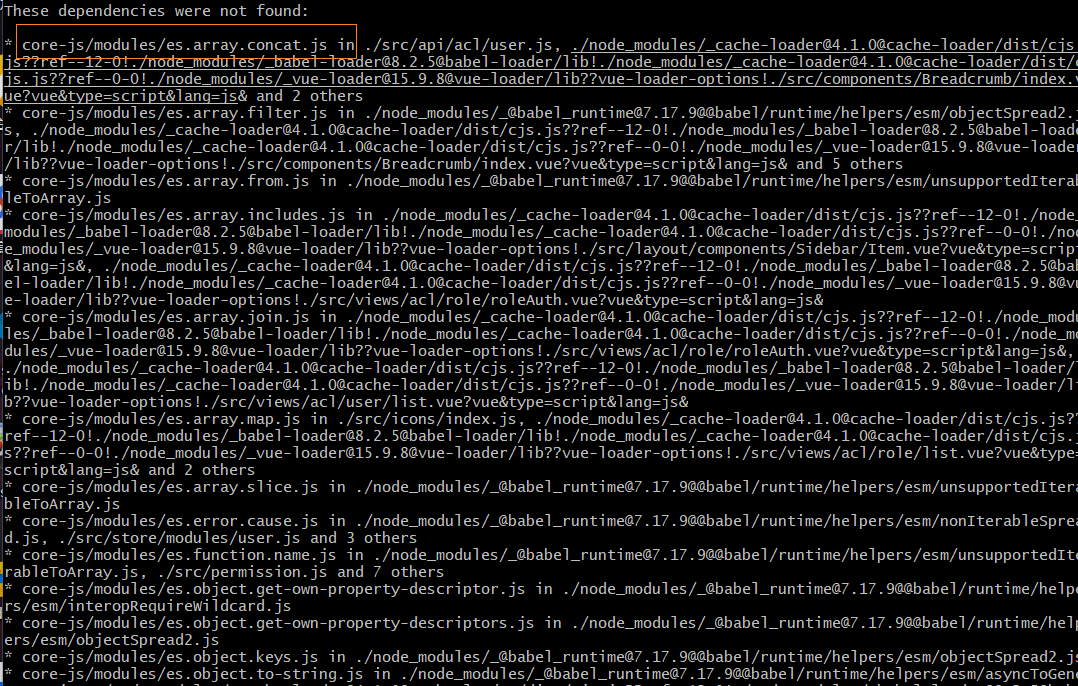 These dependencies were not found:
* core-js/modules/es.array.concat.js in ./src/api/acl/user.js, ./node_modules/_cache-loader@4.1.0@cache-loader/dist/cjs.
js??ref--12-0!./node_modules/_babel-loader@8.2.5@babel-loader/lib!./node_modules/_cache-loader@4.1.0@cache-loader/dist/c
js.js??ref--0-0!./node_modules/_vue-loader@15.9.8@vue-loader/lib??vue-loader-options!./src/components/Breadcrumb/index.v
ue?vue&type=script&lang=js& and 2 others
* core-js/modules/es.array.filter.js in ./node_modules/_@babel_runtime@7.17.9@@babel/runtime/helpers/esm/objectSpread2.j
s, ./node_modules/_cache-loader@4.1.0@cache-loader/dist/cjs.js??ref--12-0!./node_modules/_babel-loader@8.2.5@babel-loade
r/lib!./node_modules/_cache-loader@4.1.0@cache-loader/dist/cjs.js??ref--0-0!./node_modules/_vue-loader@15.9.8@vue-loader
/lib??vue-loader-options!./src/components/Breadcrumb/index.vue?vue&type=script&lang=js& and 5 others
* core-js/modules/es.array.from.js in ./node_modules/_@babel_runtime@7.17.9@@babel/runtime/helpers/esm/unsupportedIterab
leToArray.js
* core-js/modules/es.array.includes.js in ./node_modules/_cache-loader@4.1.0@cache-loader/dist/cjs.js??ref--12-0!./node_
modules/_babel-loader@8.2.5@babel-loader/lib!./node_modules/_cache-loader@4.1.0@cache-loader/dist/cjs.js??ref--0-0!./nod
e_modules/_vue-loader@15.9.8@vue-loader/lib??vue-loader-options!./src/layout/components/Sidebar/Item.vue?vue&type=script
&lang=js&, ./node_modules/_cache-loader@4.1.0@cache-loader/dist/cjs.js??ref--12-0!./node_modules/_babel-loader@8.2.5@bab
el-loader/lib!./node_modules/_cache-loader@4.1.0@cache-loader/dist/cjs.js??ref--0-0!./node_modules/_vue-loader@15.9.8@vu
e-loader/lib??vue-loader-options!./src/views/acl/role/roleAuth.vue?vue&type=script&lang=js&
* core-js/modules/es.array.join.js in ./node_modules/_cache-loader@4.1.0@cache-loader/dist/cjs.js??ref--12-0!./node_modu
les/_babel-loader@8.2.5@babel-loader/lib!./node_modules/_cache-loader@4.1.0@cache-loader/dist/cjs.js??ref--0-0!./node_mo
dules/_vue-loader@15.9.8@vue-loader/lib??vue-loader-options!./src/views/acl/role/roleAuth.vue?vue&type=script&lang=js&,
./node_modules/_cache-loader@4.1.0@cache-loader/dist/cjs.js??ref--12-0!./node_modules/_babel-loader@8.2.5@babel-loader/l
ib!./node_modules/_cache-loader@4.1.0@cache-loader/dist/cjs.js??ref--0-0!./node_modules/_vue-loader@15.9.8@vue-loader/li
b??vue-loader-options!./src/views/acl/user/list.vue?vue&type=script&lang=js&
* core-js/modules/es.array.map.js in ./src/icons/index.js, ./node_modules/_cache-loader@4.1.0@cache-loader/dist/cjs.js??
ref--12-0!./node_modules/_babel-loader@8.2.5@babel-loader/lib!./node_modules/_cache-loader@4.1.0@cache-loader/dist/cjs.j
s??ref--0-0!./node_modules/_vue-loader@15.9.8@vue-loader/lib??vue-loader-options!./src/views/acl/role/list.vue?vue&type=
script&lang=js& and 2 others
* core-js/modules/es.array.slice.js in ./node_modules/_@babel_runtime@7.17.9@@babel/runtime/helpers/esm/unsupportedItera
bleToArray.js
* core-js/modules/es.error.cause.js in ./node_modules/_@babel_runtime@7.17.9@@babel/runtime/helpers/esm/nonIterableSprea
d.js, ./src/store/modules/user.js and 3 others
* core-js/modules/es.function.name.js in ./node_modules/_@babel_runtime@7.17.9@@babel/runtime/helpers/esm/unsupportedIte
rableToArray.js, ./src/permission.js and 7 others
* core-js/modules/es.object.get-own-property-descriptor.js in ./node_modules/_@babel_runtime@7.17.9@@babel/runtime/helpe
rs/esm/interopRequireWildcard.js
* core-js/modules/es.object.get-own-property-descriptors.js in ./node_modules/_@babel_runtime@7.17.9@@babel/runtime/help
ers/esm/objectSpread2.js
* core-js/modules/es.object.keys.js in ./node_modules/_@babel_runtime@7.17.9@@babel/runtime/helpers/esm/objectSpread2.js
* core-js/modules/es.object.to-string.js in ./node_modules/_@babel_runtime@7.17.9@@babel/runtime/helpers/esm/asyncToGene